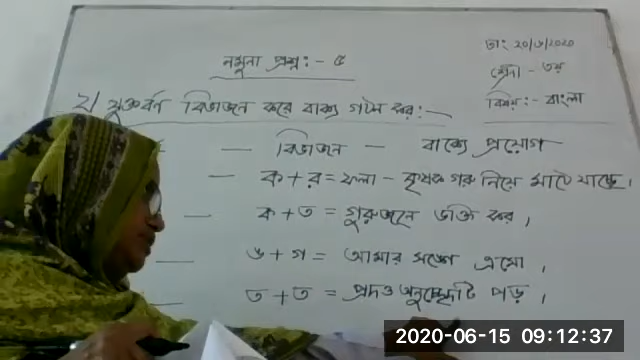 তাং ২০/৬/২০২০
নমুনা প্রশ্ন:- ৫
শ্রেণী - ৩য়
বিষয়:- বাংলা
২। যুক্তবর্ণ বিভাজন করে বাক্য গঠন কর:-
— বিভাজন — বাক্যে প্রয়োগ
— ক + র = ফলা - কৃষক গরু নিয়ে মাঠে যাচ্ছে।
— ক + ত = গুরুজনে ভক্তি কর,
— ঙ + গ = আমার সঙ্গে এসো,
— ত + ত = প্রদত্ত অনুচ্ছেদটি পড়,
2020-06-15 09:12:37